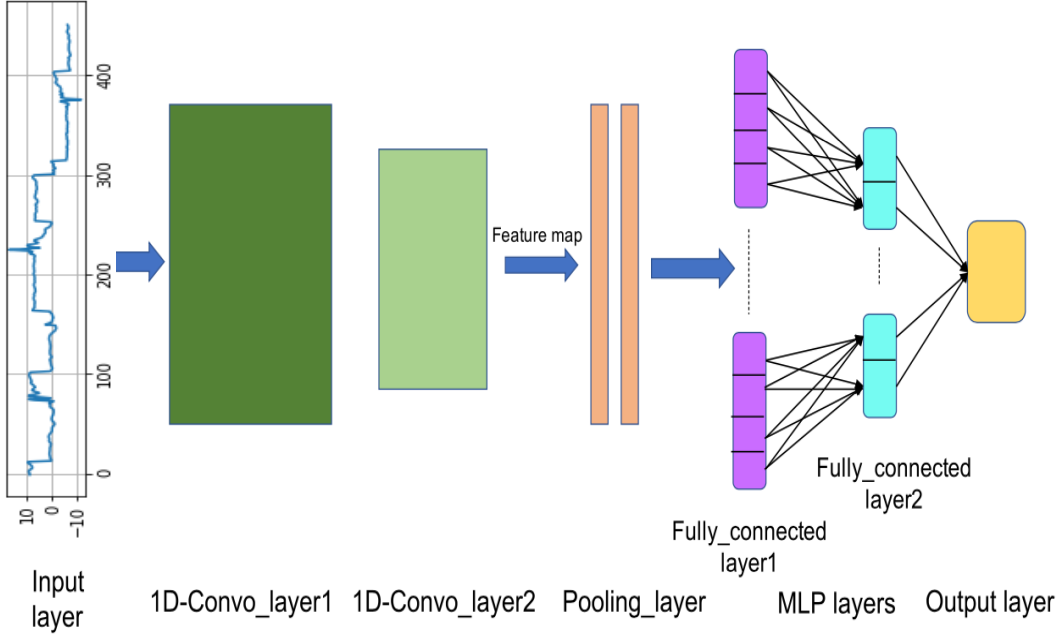 400
300
200
100
0
10
0
-10
Feature map
Fully_connected
layer1
Fully_connected
layer2
Input
layer
1D-Convo_layer1
1D-Convo_layer2
Pooling_layer
MLP layers
Output layer